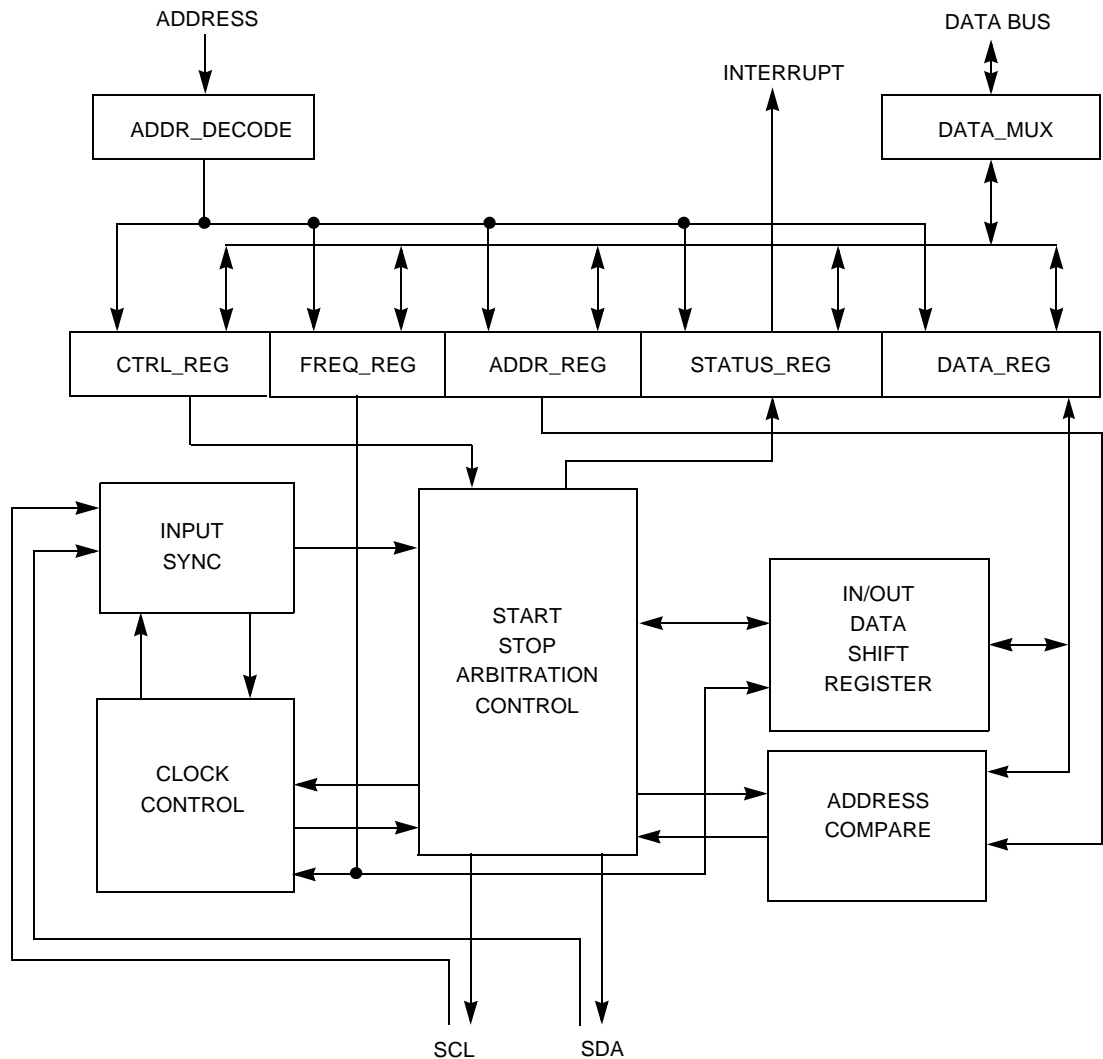 ADDRESS
DATA BUS
INTERRUPT
ADDR_DECODE
DATA_MUX
CTRL_REG
FREQ_REG
ADDR_REG
STATUS_REG
DATA_REG
INPUT
SYNC
START
STOP
ARBITRATION
CONTROL
IN/OUT
DATA
SHIFT
REGISTER
CLOCK
CONTROL
ADDRESS
COMPARE
SCL
SDA